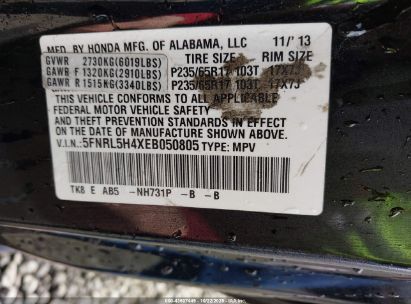 MFD. BY HONDA MFG. OF ALABAMA, LLC 11/'13
GVWR 2730KG(6019LBS) TIRE SIZE RIM SIZE
GAWR F 1320KG(2910LBS) P235/65R17 103T 17X7J
GAWR R 1515KG(3340LBS) P235/65R17 103T 17X7J
THIS VEHICLE CONFORMS TO ALL APPLICABLE
FEDERAL MOTOR VEHICLE SAFETY
AND THEFT PREVENTION STANDARDS IN EFFECT ON
THE DATE OF MANUFACTURE SHOWN ABOVE.
V.I.N.: 5FNRL5H4XEB050805 TYPE: MPV
TK8 E AB5 -NH731P -B -B